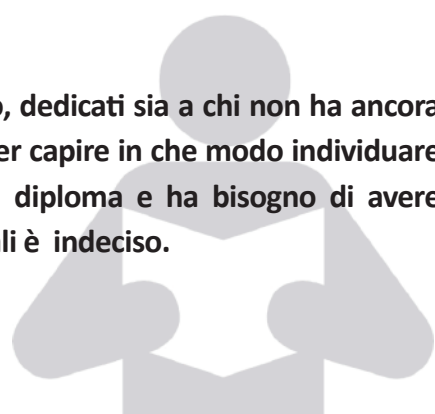 , dedicati sia a chi non ha ancora
er capire in che modo individuare
diploma e ha bisogno di avere
li è indeciso.